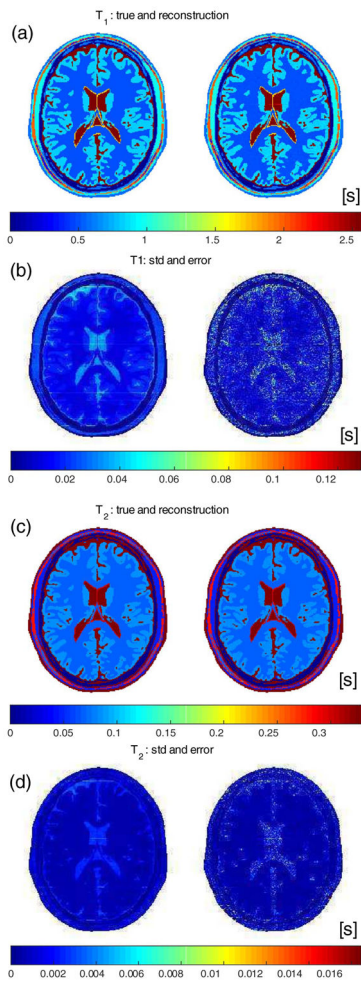 T1 : true and reconstruction
(a)
[s]
0 0.5 1 1.5 2 2.5
(b)
T1: std and error
[s]
0 0.02 0.04 0.06 0.08 0.1 0.12
T2 : true and reconstruction
(c)
[s]
0 0.05 0.1 0.15 0.2 0.25 0.3
T2 : std and error
(d)
[s]
0 0.002 0.004 0.006 0.008 0.01 0.012 0.014 0.016